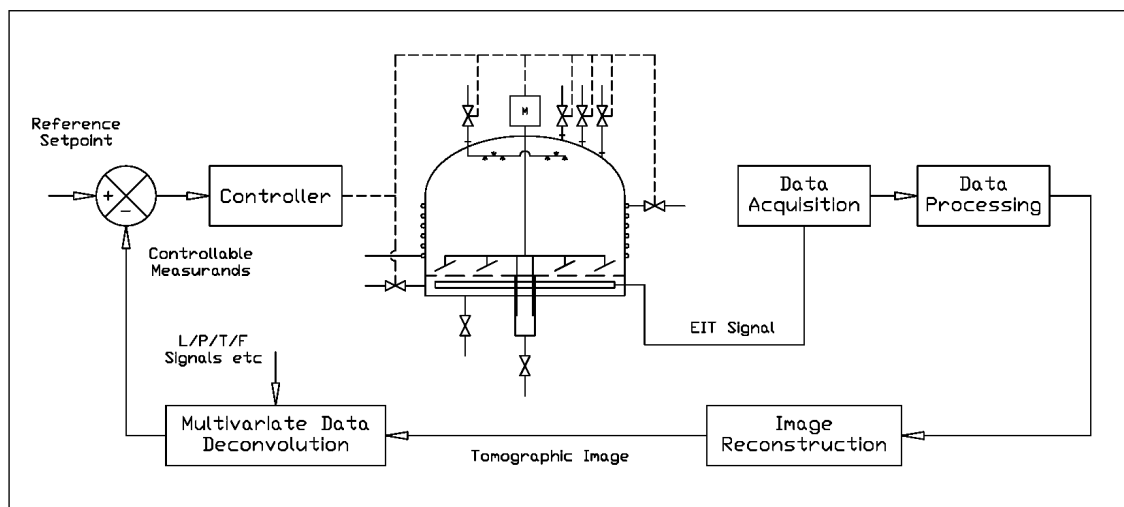 Reference
Setpoint
+
-
Controller
M
Data
Acquisition
Data
Processing
Controllable
Measurands
EIT Signal
L/P/T/F
Signals etc
Multivariate Data
Deconvolution
Tomographic Image
Image
Reconstruction